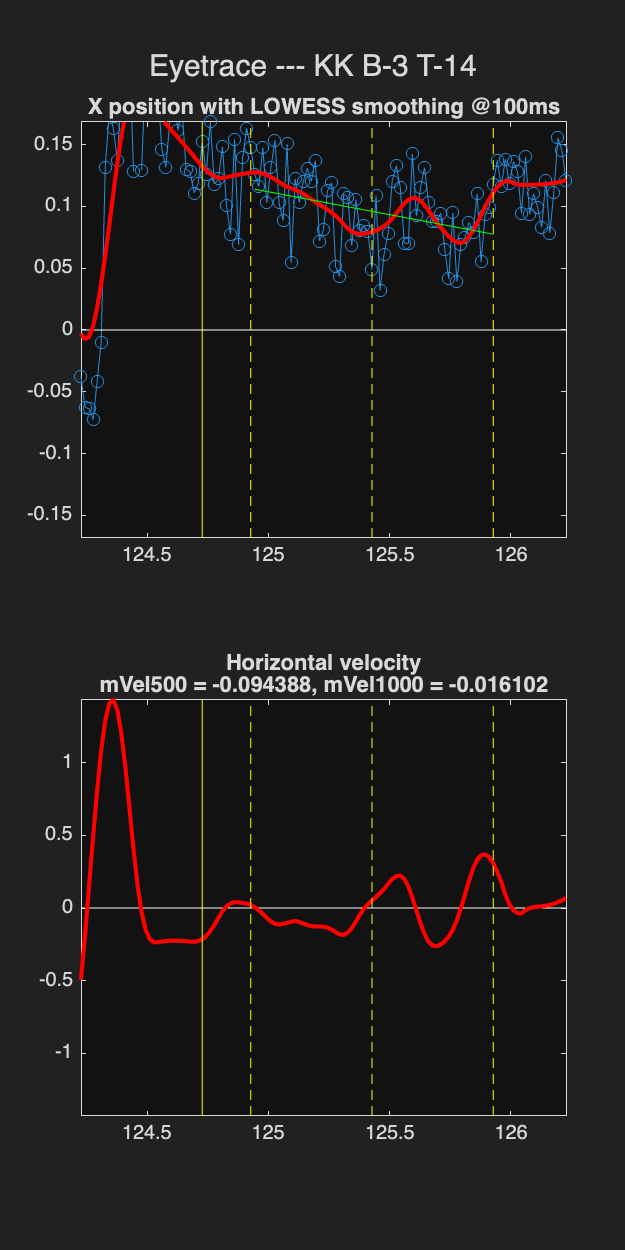 Eyetrace --- KK B-3 T-14
X position with LOWESS smoothing @100ms
0.15
0.1
0.05
0
-0.05
-0.1
-0.15
124.5 125 125.5 126
Horizontal velocity
mVel500 = -0.094388, mVel1000 = -0.016102
1
0.5
0
-0.5
-1
124.5 125 125.5 126